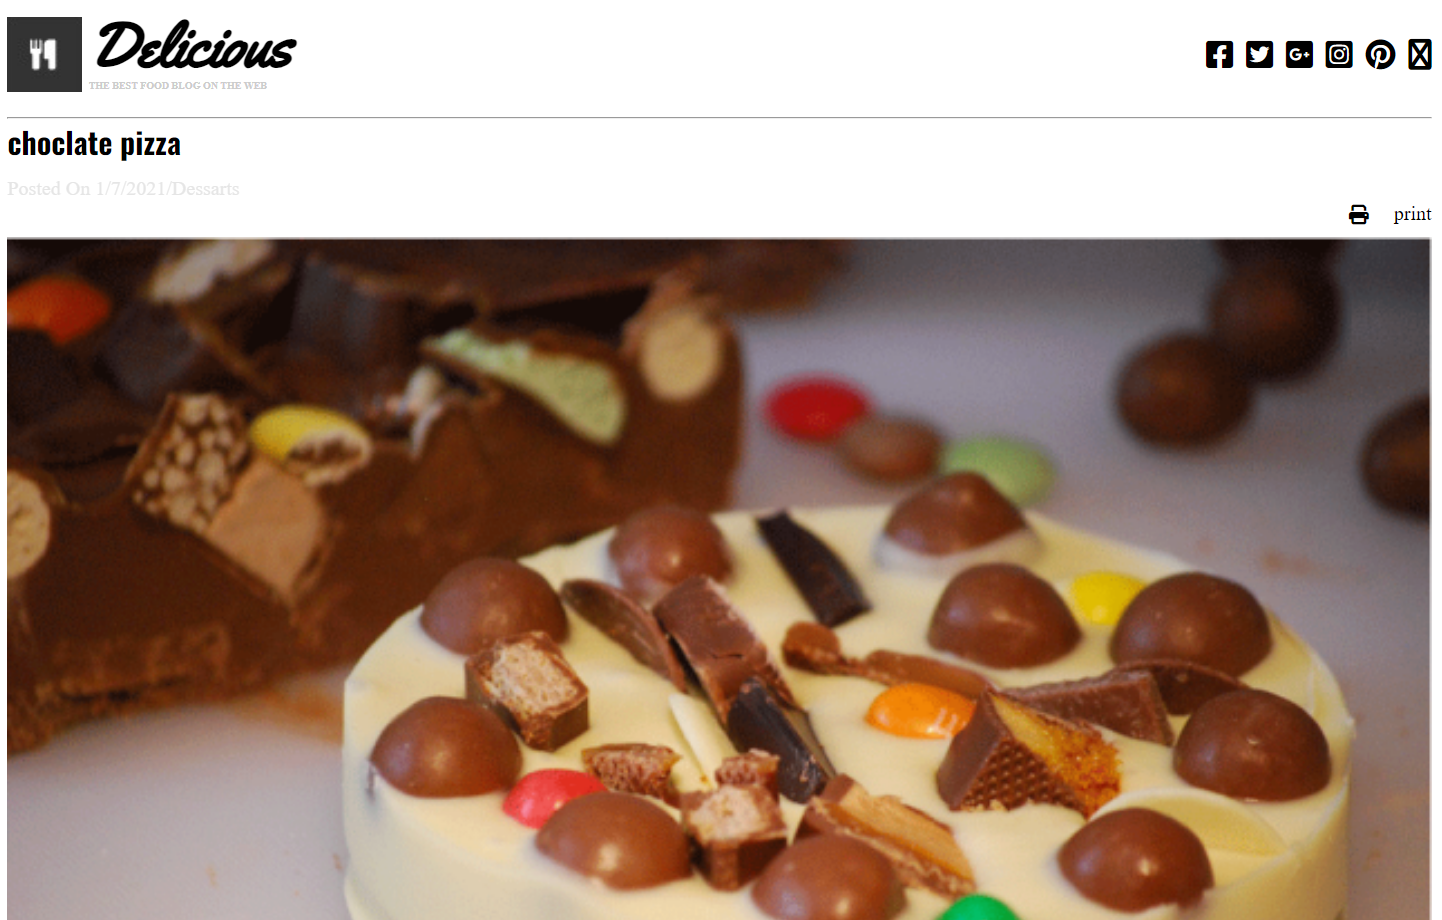 Delicious
THE BEST FOOD BLOG ON THE WEB
choclate pizza
Posted On 1/7/2021/Dessarts
print